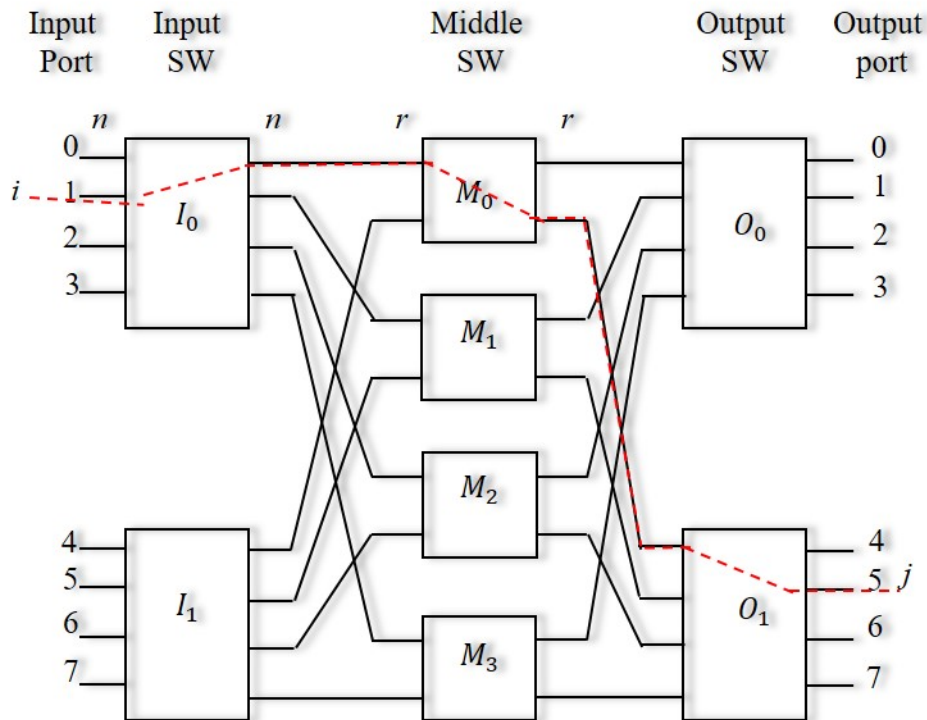 Input Port
Input SW
Middle SW
Output SW
Output port
n
n
r
r
0
1
2
3
i
I₀
M₀
O₀
0
1
2
3
M₁
M₂
4
5
6
7
I₁
M₃
O₁
4
5
6
7
j